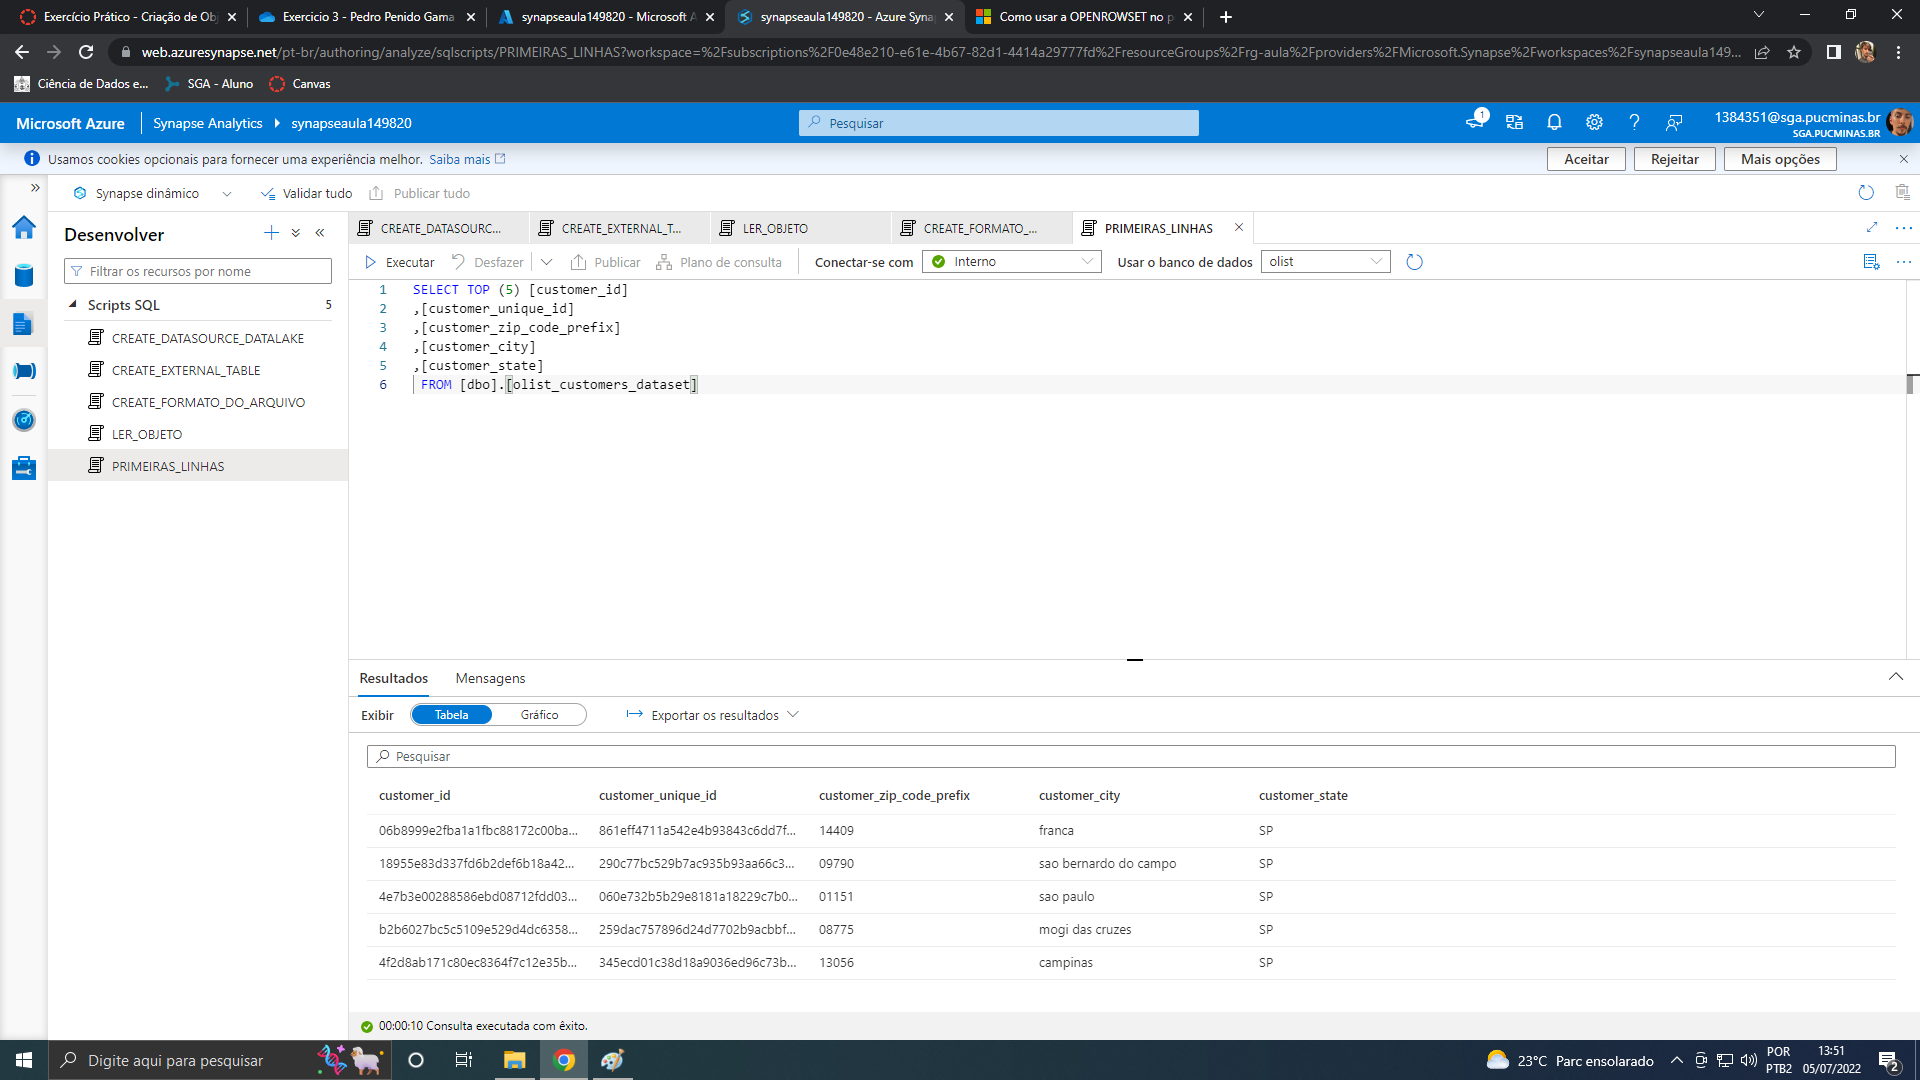 Exercício Prático - Criação de Obj
Exercicio 3 - Pedro Penido Gama
synapseaula149820 - Microsoft A
synapseaula149820 - Azure Syna
Como usar a OPENROWSET no p
web.azuresynapse.net/pt-br/authoring/analyze/sqlscripts/PRIMEIRAS_LINHAS?workspace=%2Fsubscriptions%2F0e48e210-e61e-4b67-82d1-4414a29777fd%2FresourceGroups%2Frg-aula%2Fproviders%2FMicrosoft.Synapse%2Fworkspaces%2Fsynapseaula149...
Ciência de Dados e...
SGA - Aluno
Canvas
Microsoft Azure
Synapse Analytics
synapseaula149820
Pesquisar
1
1384351@sga.pucminas.br
SGA.PUCMINAS.BR
Usamos cookies opcionais para fornecer uma experiência melhor. Saiba mais
Aceitar
Rejeitar
Mais opções
Synapse dinâmico
Validar tudo
Publicar tudo
Desenvolver
Filtrar os recursos por nome
Scripts SQL 5
CREATE_DATASOURCE_DATALAKE
CREATE_EXTERNAL_TABLE
CREATE_FORMATO_DO_ARQUIVO
LER_OBJETO
PRIMEIRAS_LINHAS
CREATE_DATASOURC...
CREATE_EXTERNAL_T...
LER_OBJETO
CREATE_FORMATO_...
PRIMEIRAS_LINHAS
Executar
Desfazer
Publicar
Plano de consulta
Conectar-se com
Interno
Usar o banco de dados
olist
1 SELECT TOP (5) [customer_id]
2 ,[customer_unique_id]
3 ,[customer_zip_code_prefix]
4 ,[customer_city]
5 ,[customer_state]
6 FROM [dbo].[olist_customers_dataset]
Resultados
Mensagens
Exibir
Tabela
Gráfico
Exportar os resultados
Pesquisar
customer_id customer_unique_id customer_zip_code_prefix customer_city customer_state
06b8999e2fba1a1fbc88172c00ba... 861eff4711a542e4b93843c6dd7f... 14409 franca SP
18955e83d337fd6b2def6b18a42... 290c77bc529b7ac935b93aa66c3... 09790 sao bernardo do campo SP
4e7b3e00288586ebd08712fdd03... 060e732b5b29e8181a18229c7b0... 01151 sao paulo SP
b2b6027bc5c5109e529d4dc6358... 259dac757896d24d7702b9acbbf... 08775 mogi das cruzes SP
4f2d8ab171c80ec8364f7c12e35b... 345ecd01c38d18a9036ed96c73b... 13056 campinas SP
00:00:10 Consulta executada com êxito.
Digite aqui para pesquisar
23°C Parc ensolarado
POR
PTB2
13:51
05/07/2022
2